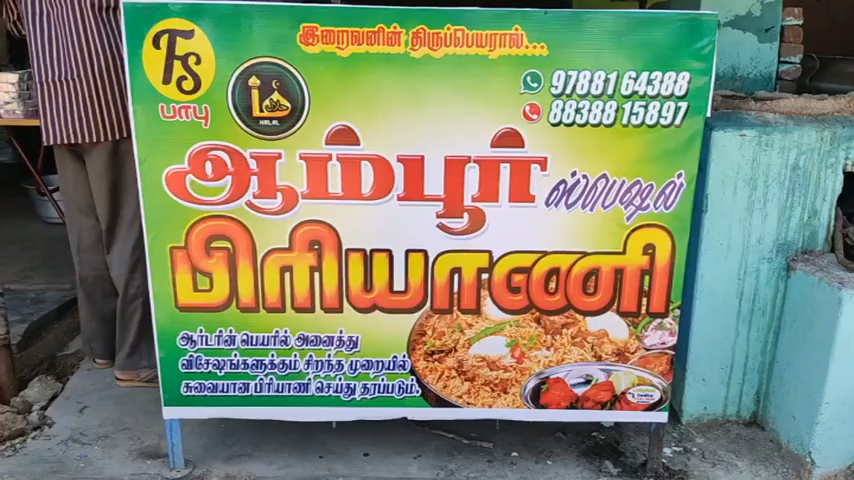 இறைவனின் திருப்பெயரால்...
FS
பாபு
HALAL
97881 64388
88388 15897
ஆம்பூர் ஸ்பெஷல்
பிரியாணி
ஆர்டரின் பெயரில் அனைத்து
விசேஷங்களுக்கும் சிறந்த முறையில்
சுவையான பிரியாணி செய்து தரப்படும்.